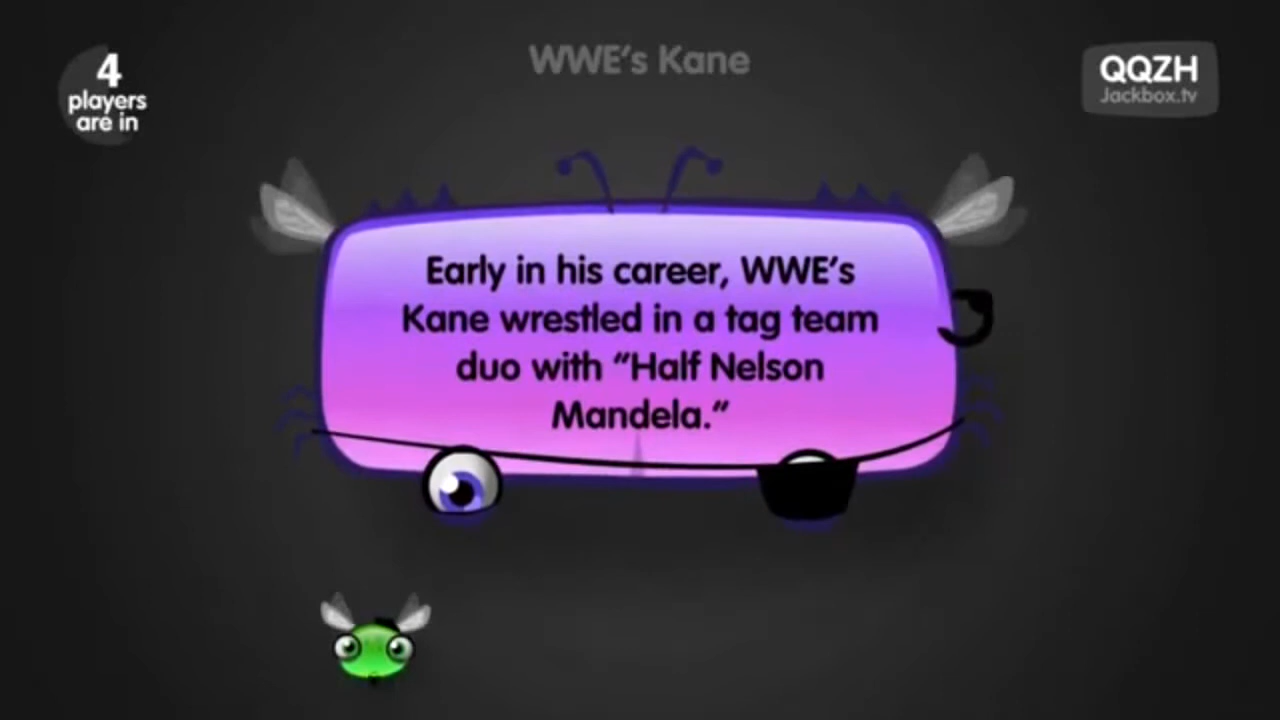 WWE's Kane
4
players
are in
QQZH
Jackbox.tv
Early in his career, WWE's
Kane wrestled in a tag team
duo with “Half Nelson
Mandela.”